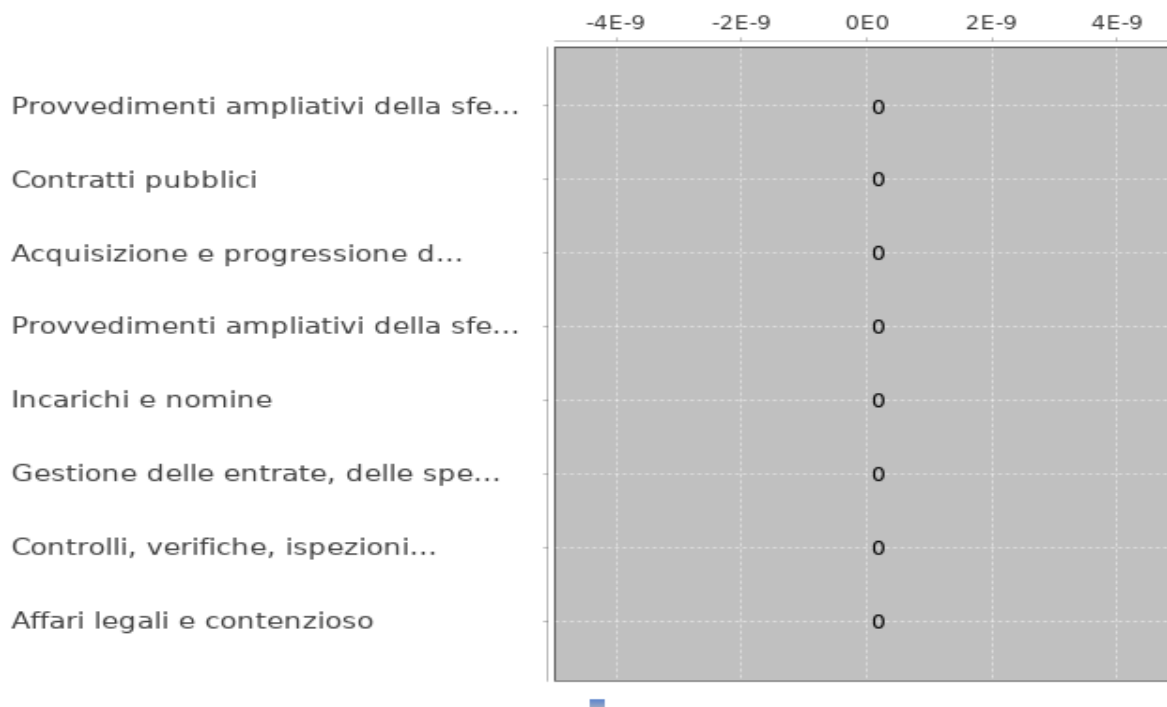 -4E-9 -2E-9 0E0 2E-9 4E-9
Provvedimenti ampliativi della sfe... 0
Contratti pubblici 0
Acquisizione e progressione d... 0
Provvedimenti ampliativi della sfe... 0
Incarichi e nomine 0
Gestione delle entrate, delle spe... 0
Controlli, verifiche, ispezioni... 0
Affari legali e contenzioso 0